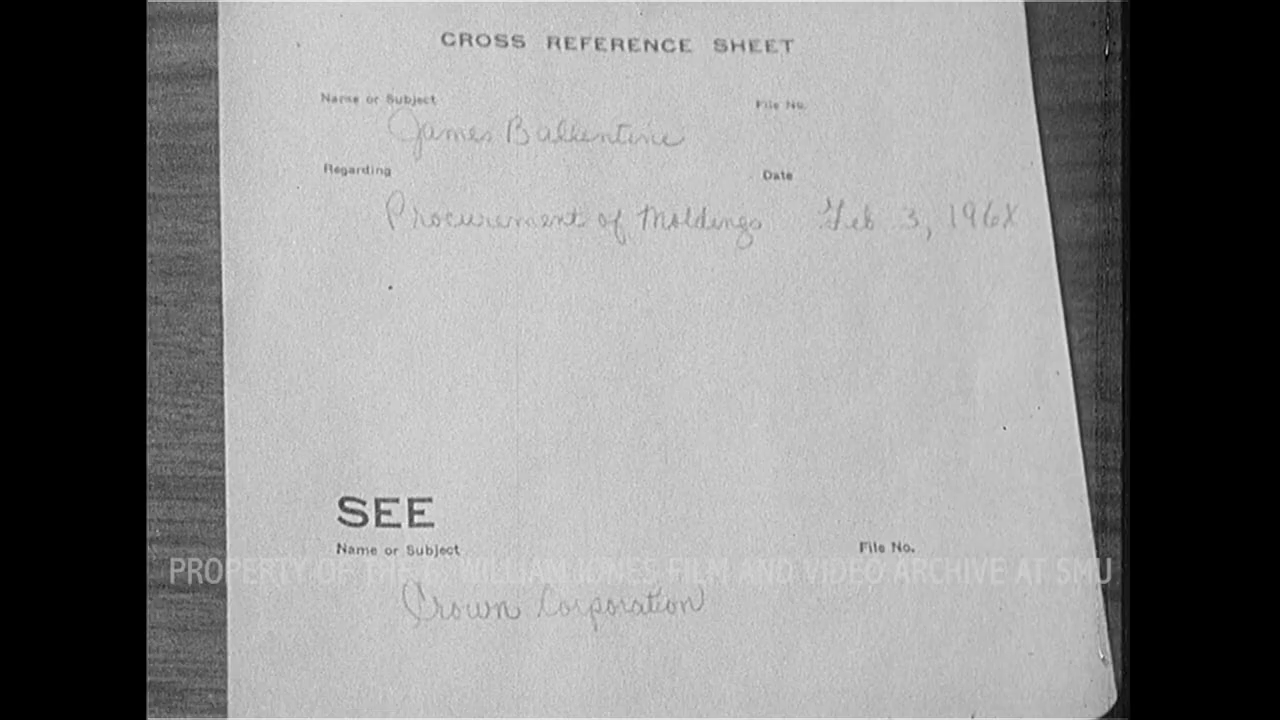 CROSS REFERENCE SHEET
Name or Subject File No.
James Ballentine
Regarding Date
Procurement of Moldings Feb 3, 196X
SEE
Name or Subject File No.
PROPERTY OF THE G. WILLIAM JONES FILM AND VIDEO ARCHIVE AT SMU
Crown Corporation